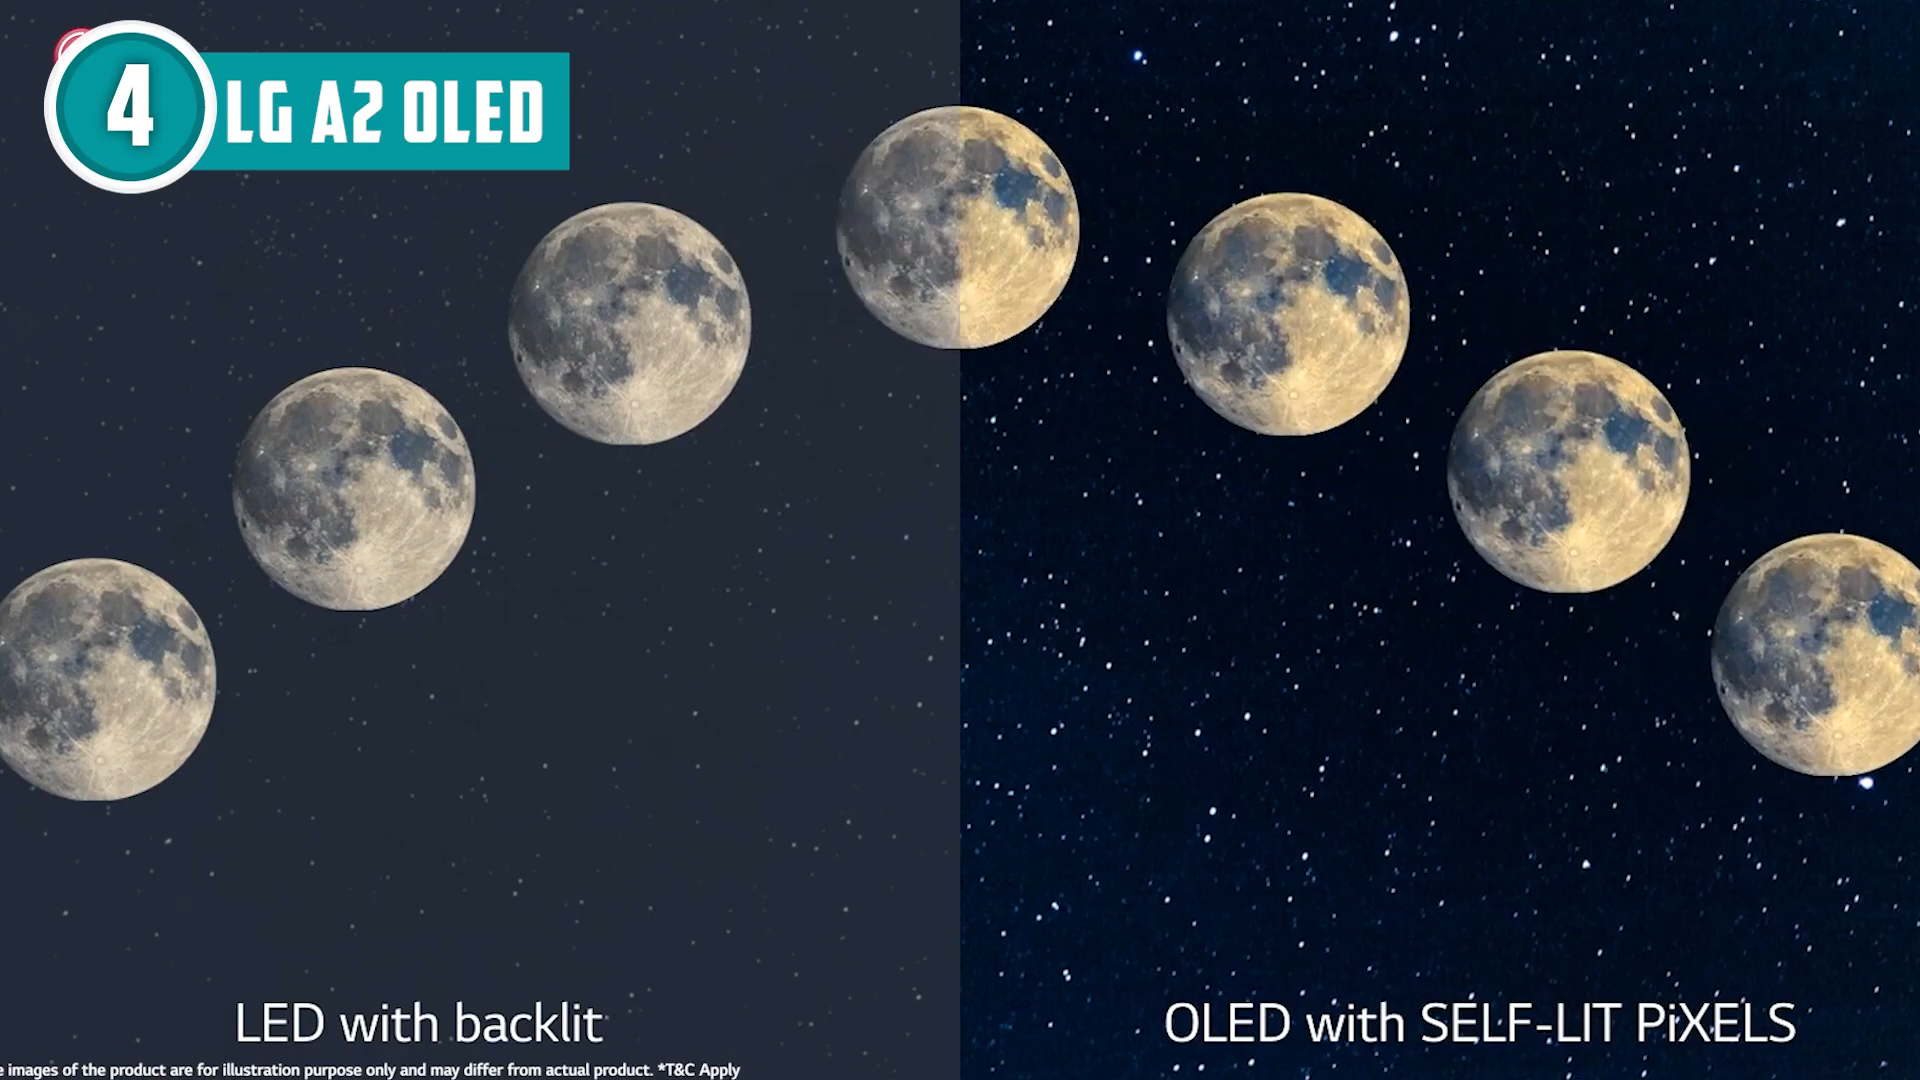 4
LG A2 OLED
LED with backlit
OLED with SELF-LIT PiXELS
images of the product are for illustration purpose only and may differ from actual product. *T&C Apply